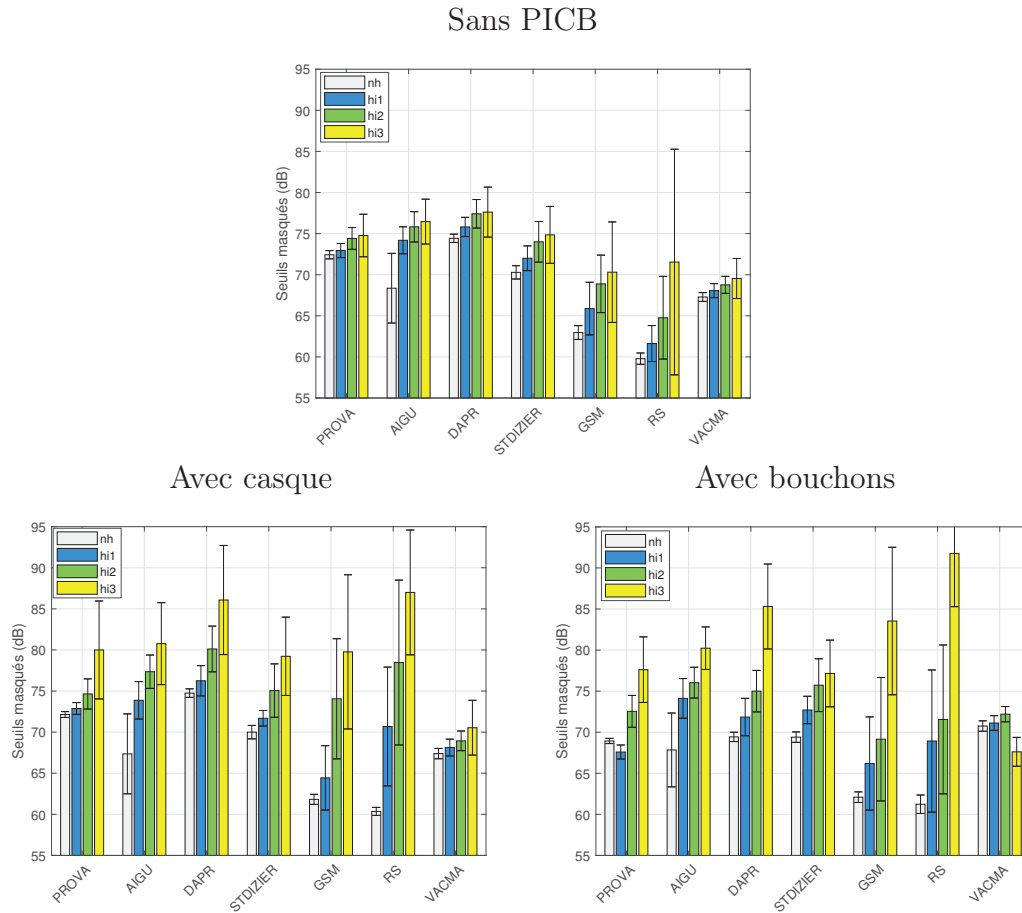 Sans PICB
95
90
85
80
75
70
65
60
55
Seuils masqués (dB)
nh
hi1
hi2
hi3
PROVA
AIGU
DAPR
STDIZIER
GSM
RS
VACMA
Avec casque
95
90
85
80
75
70
65
60
55
Seuils masqués (dB)
nh
hi1
hi2
hi3
PROVA
AIGU
DAPR
STDIZIER
GSM
RS
VACMA
Avec bouchons
95
90
85
80
75
70
65
60
55
Seuils masqués (dB)
nh
hi1
hi2
hi3
PROVA
AIGU
DAPR
STDIZIER
GSM
RS
VACMA